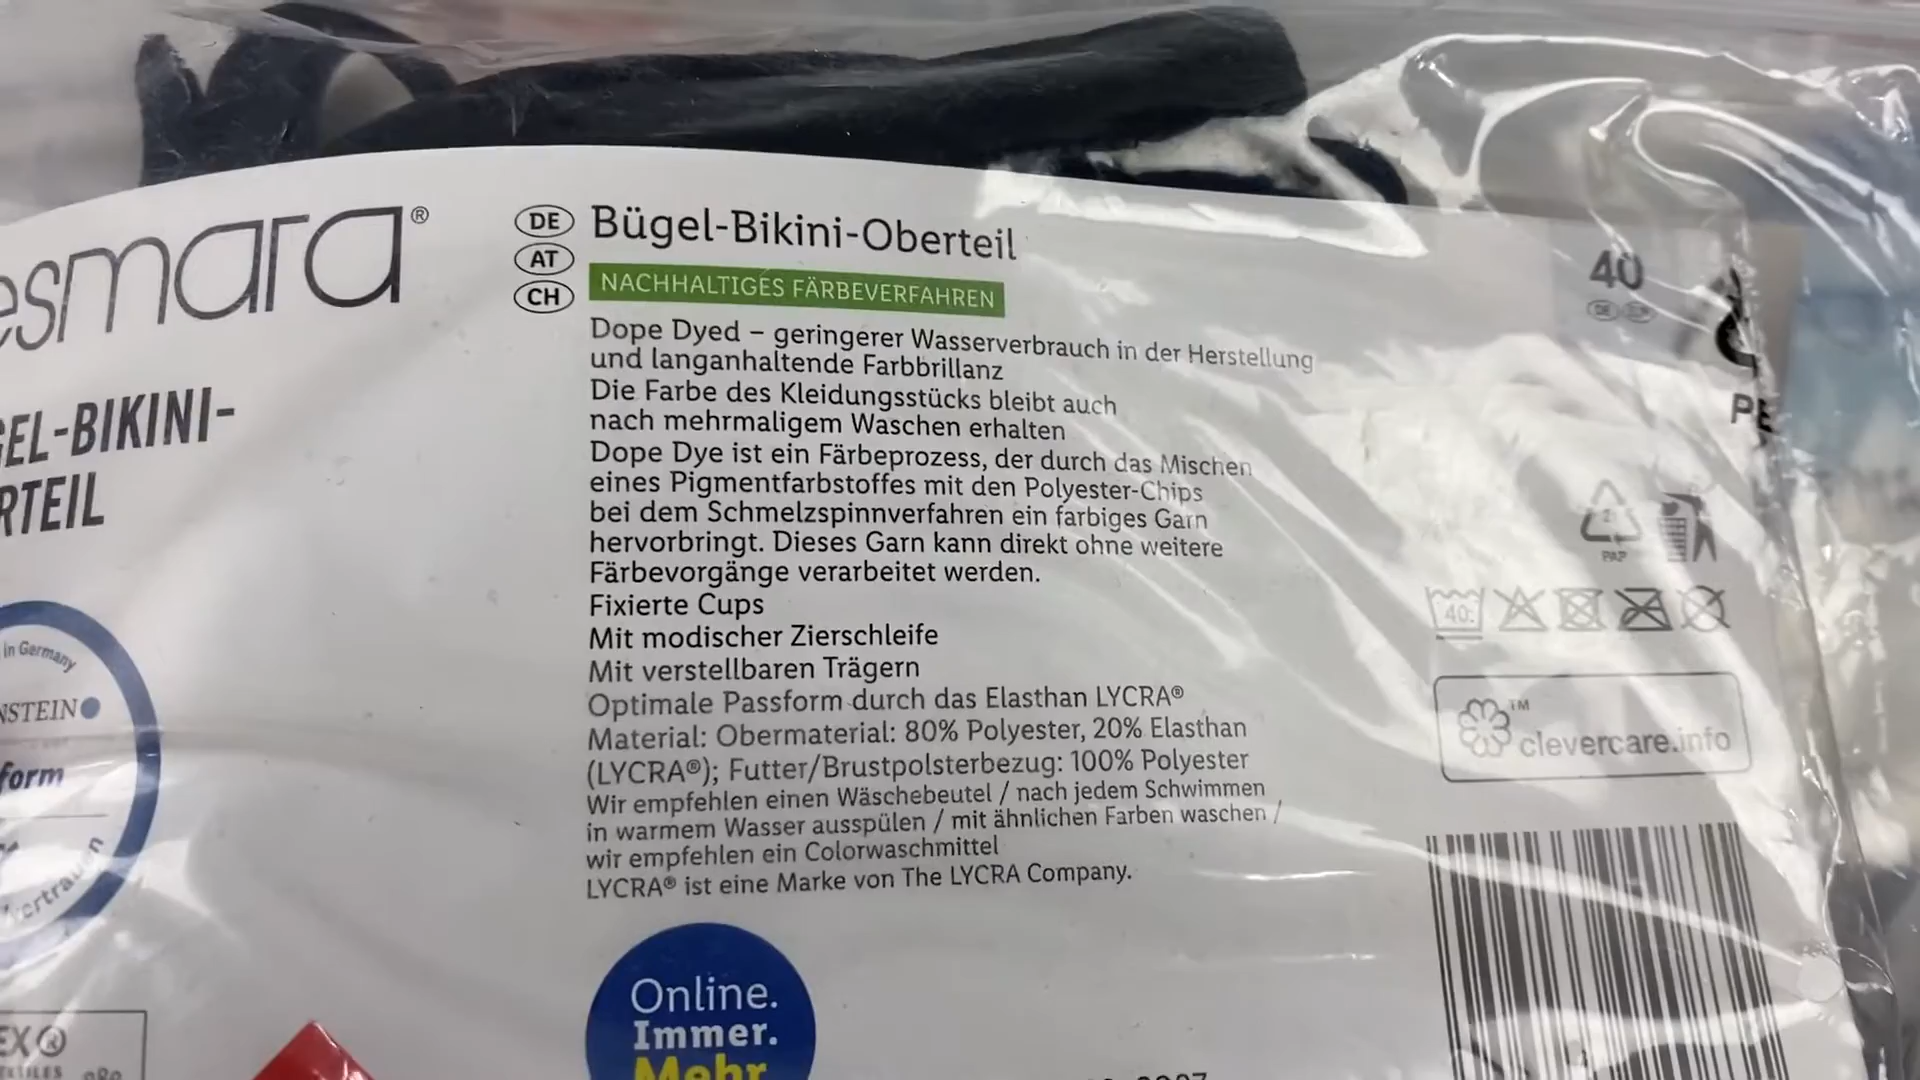 esmara®
GEL-BIKINI-
RTEIL
DE
AT
CH
Bügel-Bikini-Oberteil
NACHHALTIGES FÄRBEVERFAHREN
Dope Dyed – geringerer Wasserverbrauch in der Herstellung
und langanhaltende Farbbrillanz
Die Farbe des Kleidungsstücks bleibt auch
nach mehrmaligem Waschen erhalten
Dope Dye ist ein Färbeprozess, der durch das Mischen
eines Pigmentfarbstoffes mit den Polyester-Chips
bei dem Schmelzspinnverfahren ein farbiges Garn
hervorbringt. Dieses Garn kann direkt ohne weitere
Färbevorgänge verarbeitet werden.
Fixierte Cups
Mit modischer Zierschleife
Mit verstellbaren Trägern
Optimale Passform durch das Elasthan LYCRA®
Material: Obermaterial: 80% Polyester, 20% Elasthan
(LYCRA®); Futter/Brustpolsterbezug: 100% Polyester
Wir empfehlen einen Wäschebeutel / nach jedem Schwimmen
in warmem Wasser ausspülen / mit ähnlichen Farben waschen /
wir empfehlen ein Colorwaschmittel
LYCRA® ist eine Marke von The LYCRA Company.
Online.
Immer.
Mehr
40
DE
PE
2
PAP
40
clevercare.info™
in Germany
NSTEIN
form